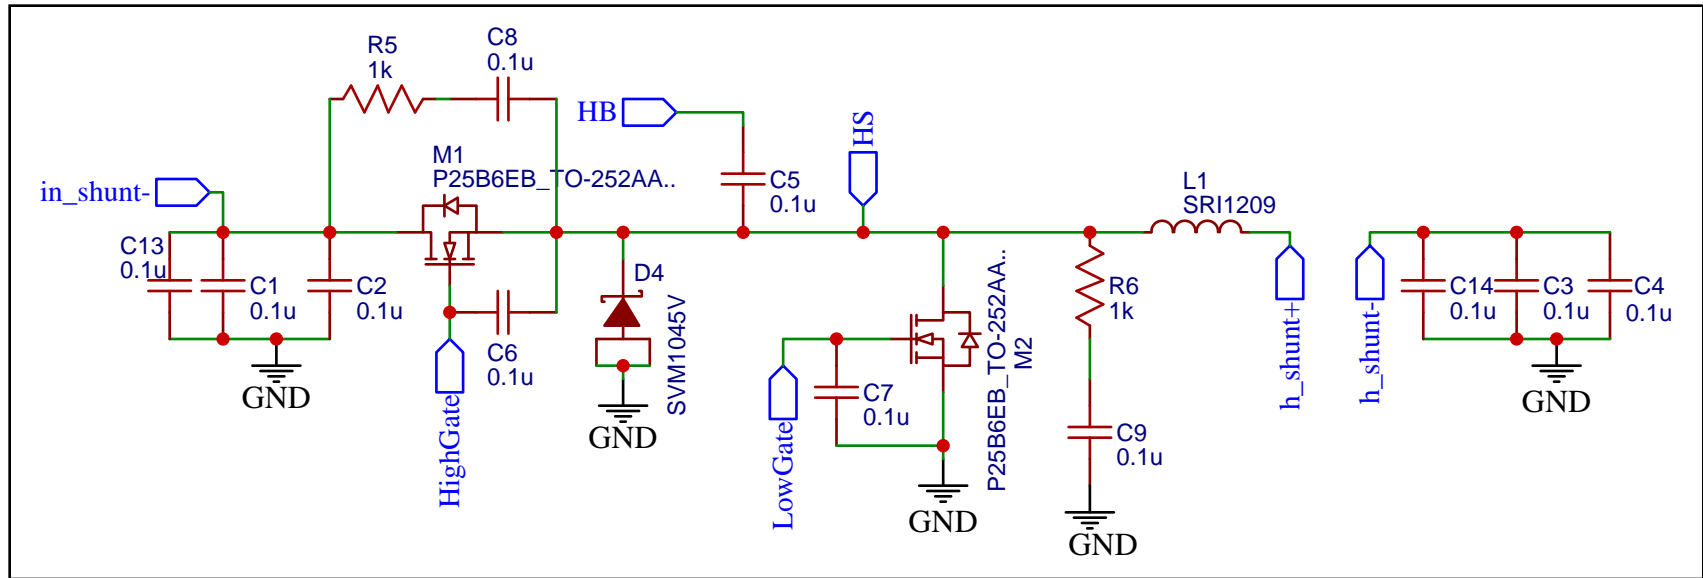 R5
1k
C8
0.1u
HB
HS
M1
P25B6EB_TO-252AA..
in_shunt-
C5
0.1u
L1
SRI1209
C13
0.1u
C1
0.1u
C2
0.1u
D4
SVM1045V
R6
1k
C14
0.1u
C3
0.1u
C4
0.1u
C6
0.1u
HighGate
P25B6EB_TO-252AA..
M2
h_shunt+
h_shunt-
C7
0.1u
LowGate
C9
0.1u
GND
GND
GND
GND
GND